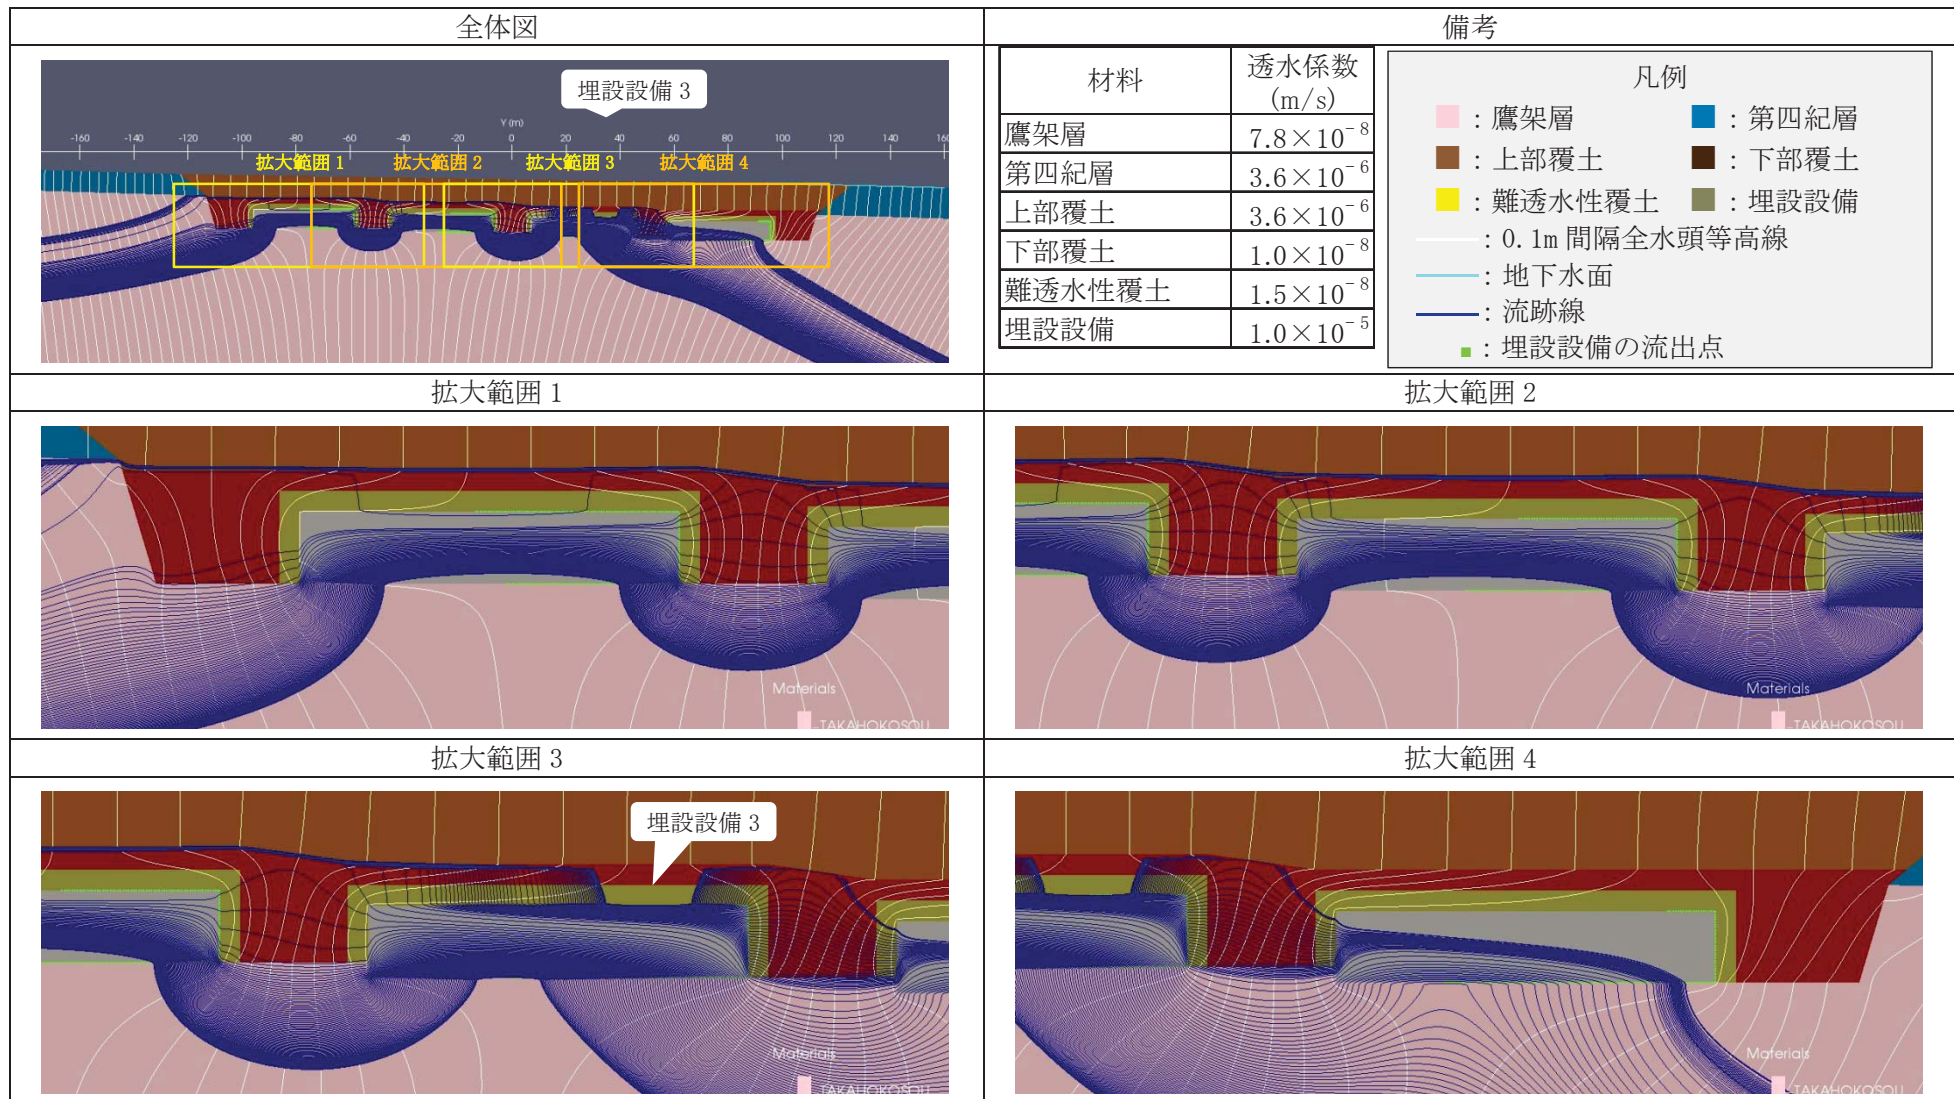 全体図
備考
埋設設備 3
Y (m)
-160 -140 -120 -100 -80 -60 -40 -20 0 20 40 60 80 100 120 140 160
拡大範囲 1 拡大範囲 2 拡大範囲 3 拡大範囲 4
材料 透水係数 (m/s)
鷹架層 7.8×10⁻⁸
第四紀層 3.6×10⁻⁶
上部覆土 3.6×10⁻⁶
下部覆土 1.0×10⁻⁸
難透水性覆土 1.5×10⁻⁸
埋設設備 1.0×10⁻⁵
凡例
：鷹架層 ：第四紀層
：上部覆土 ：下部覆土
：難透水性覆土 ：埋設設備
：0.1m 間隔全水頭等高線
：地下水面
：流跡線
：埋設設備の流出点
拡大範囲 1
拡大範囲 2
Materials
TAKAHOKOSOU
Materials
TAKAHOKOSOU
拡大範囲 3
拡大範囲 4
埋設設備 3
Materials
TAKAHOKOSOU
Materials
TAKAHOKOSOU